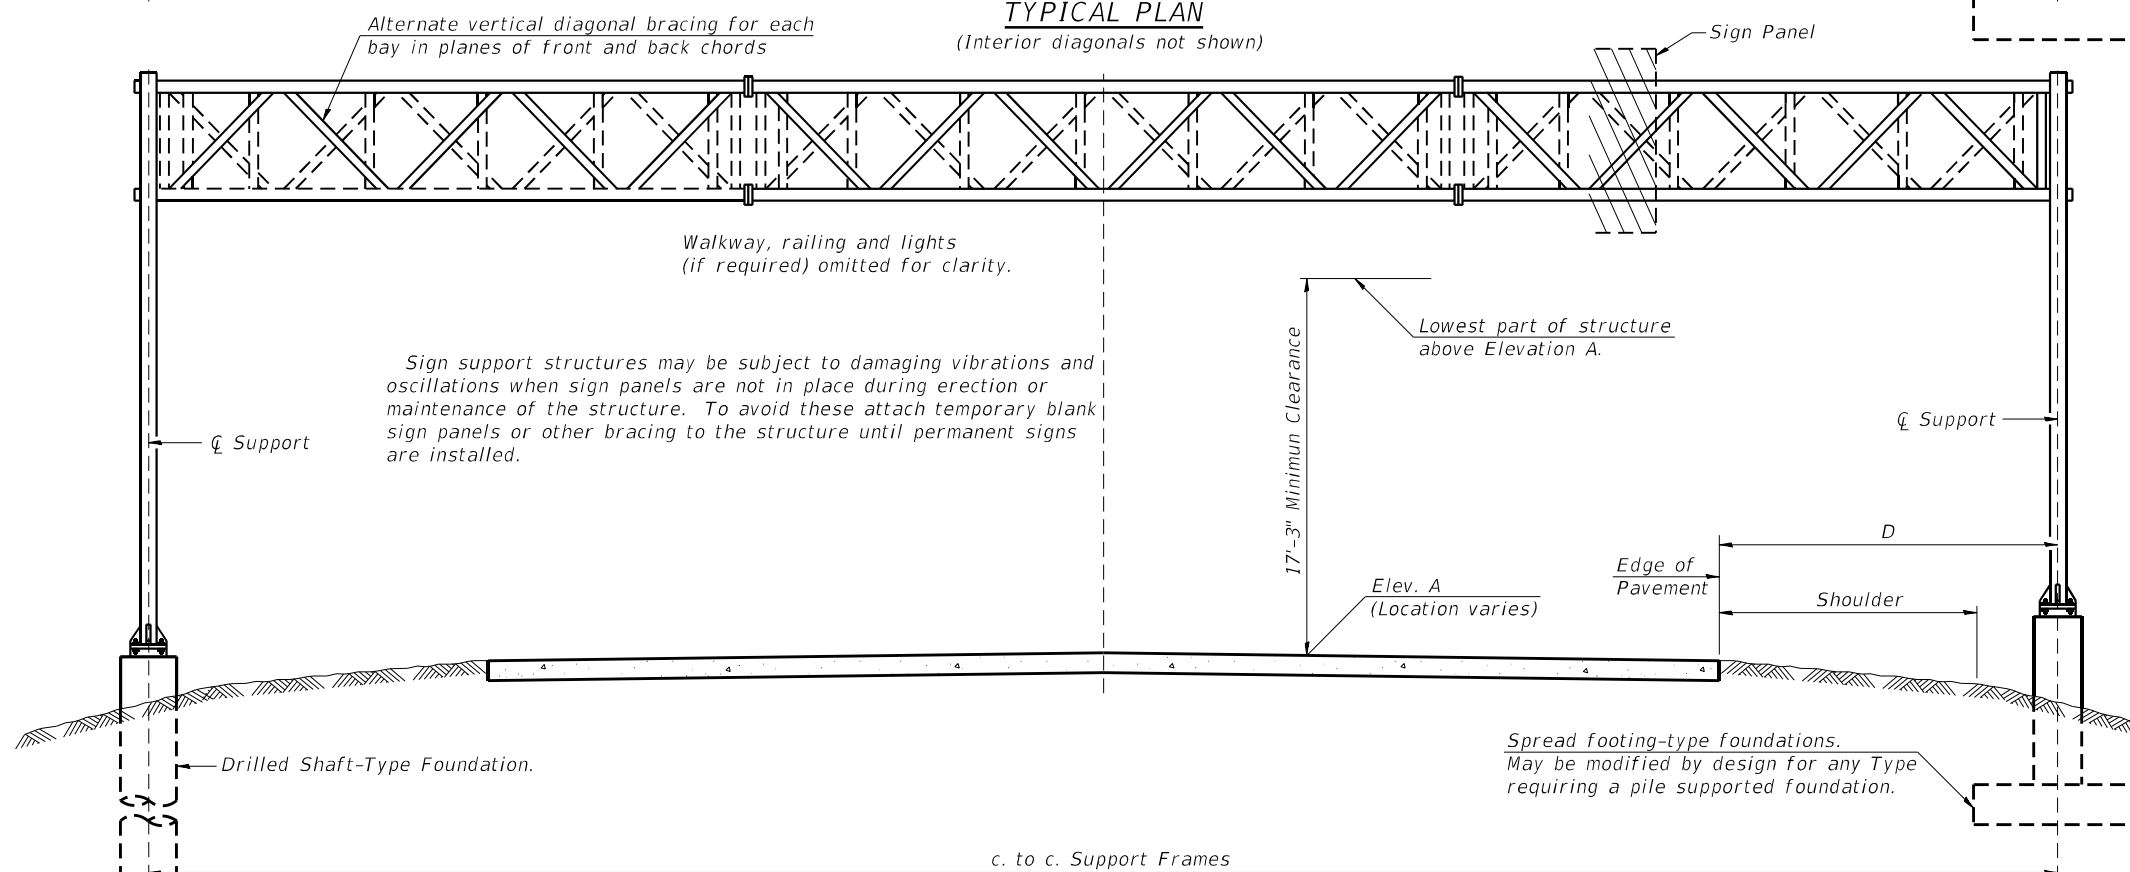 TYPICAL PLAN
(Interior diagonals not shown)
Alternate vertical diagonal bracing for each
bay in planes of front and back chords
Sign Panel
Walkway, railing and lights
(if required) omitted for clarity.
Lowest part of structure
above Elevation A.
17'-3" Minimun Clearance
Sign support structures may be subject to damaging vibrations and
oscillations when sign panels are not in place during erection or
maintenance of the structure. To avoid these attach temporary blank
sign panels or other bracing to the structure until permanent signs
are installed.
℄ Support
℄ Support
D
Edge of
Pavement
Shoulder
Elev. A
(Location varies)
Drilled Shaft-Type Foundation.
Spread footing-type foundations.
May be modified by design for any Type
requiring a pile supported foundation.
c. to c. Support Frames